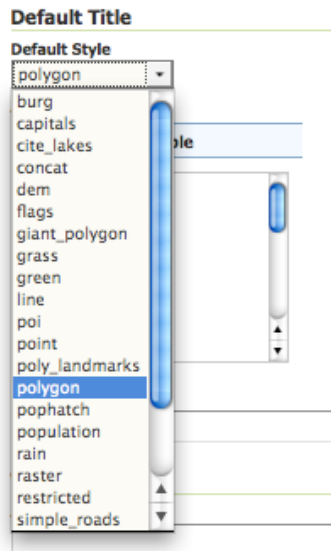 Default Title
Default Style
polygon
burg
capitals
cite_lakes
concat
dem
flags
giant_polygon
grass
green
line
poi
point
poly_landmarks
polygon
pophatch
population
rain
raster
restricted
simple_roads